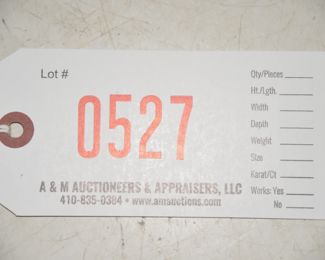 Lot #
0527
A & M AUCTIONEERS & APPRAISERS, LLC
410-835-0384 • www.amauctions.com
Qty/Pieces
Ht./Lgth.
Width
Depth
Weight
Size
Karat/Ct
Works: Yes
No